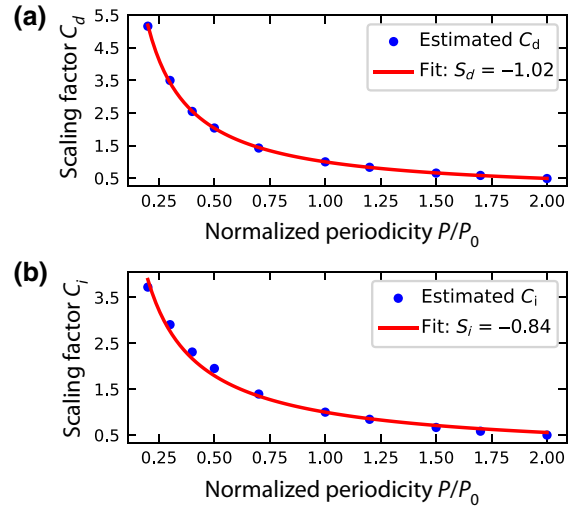 (a)
Scaling factor C_d
5.5
4.5
3.5
2.5
1.5
0.5
Estimated C_d
Fit: S_d = −1.02
0.25 0.50 0.75 1.00 1.25 1.50 1.75 2.00
Normalized periodicity P/P_0
(b)
Scaling factor C_i
3.5
2.5
1.5
0.5
Estimated C_i
Fit: S_i = −0.84
0.25 0.50 0.75 1.00 1.25 1.50 1.75 2.00
Normalized periodicity P/P_0